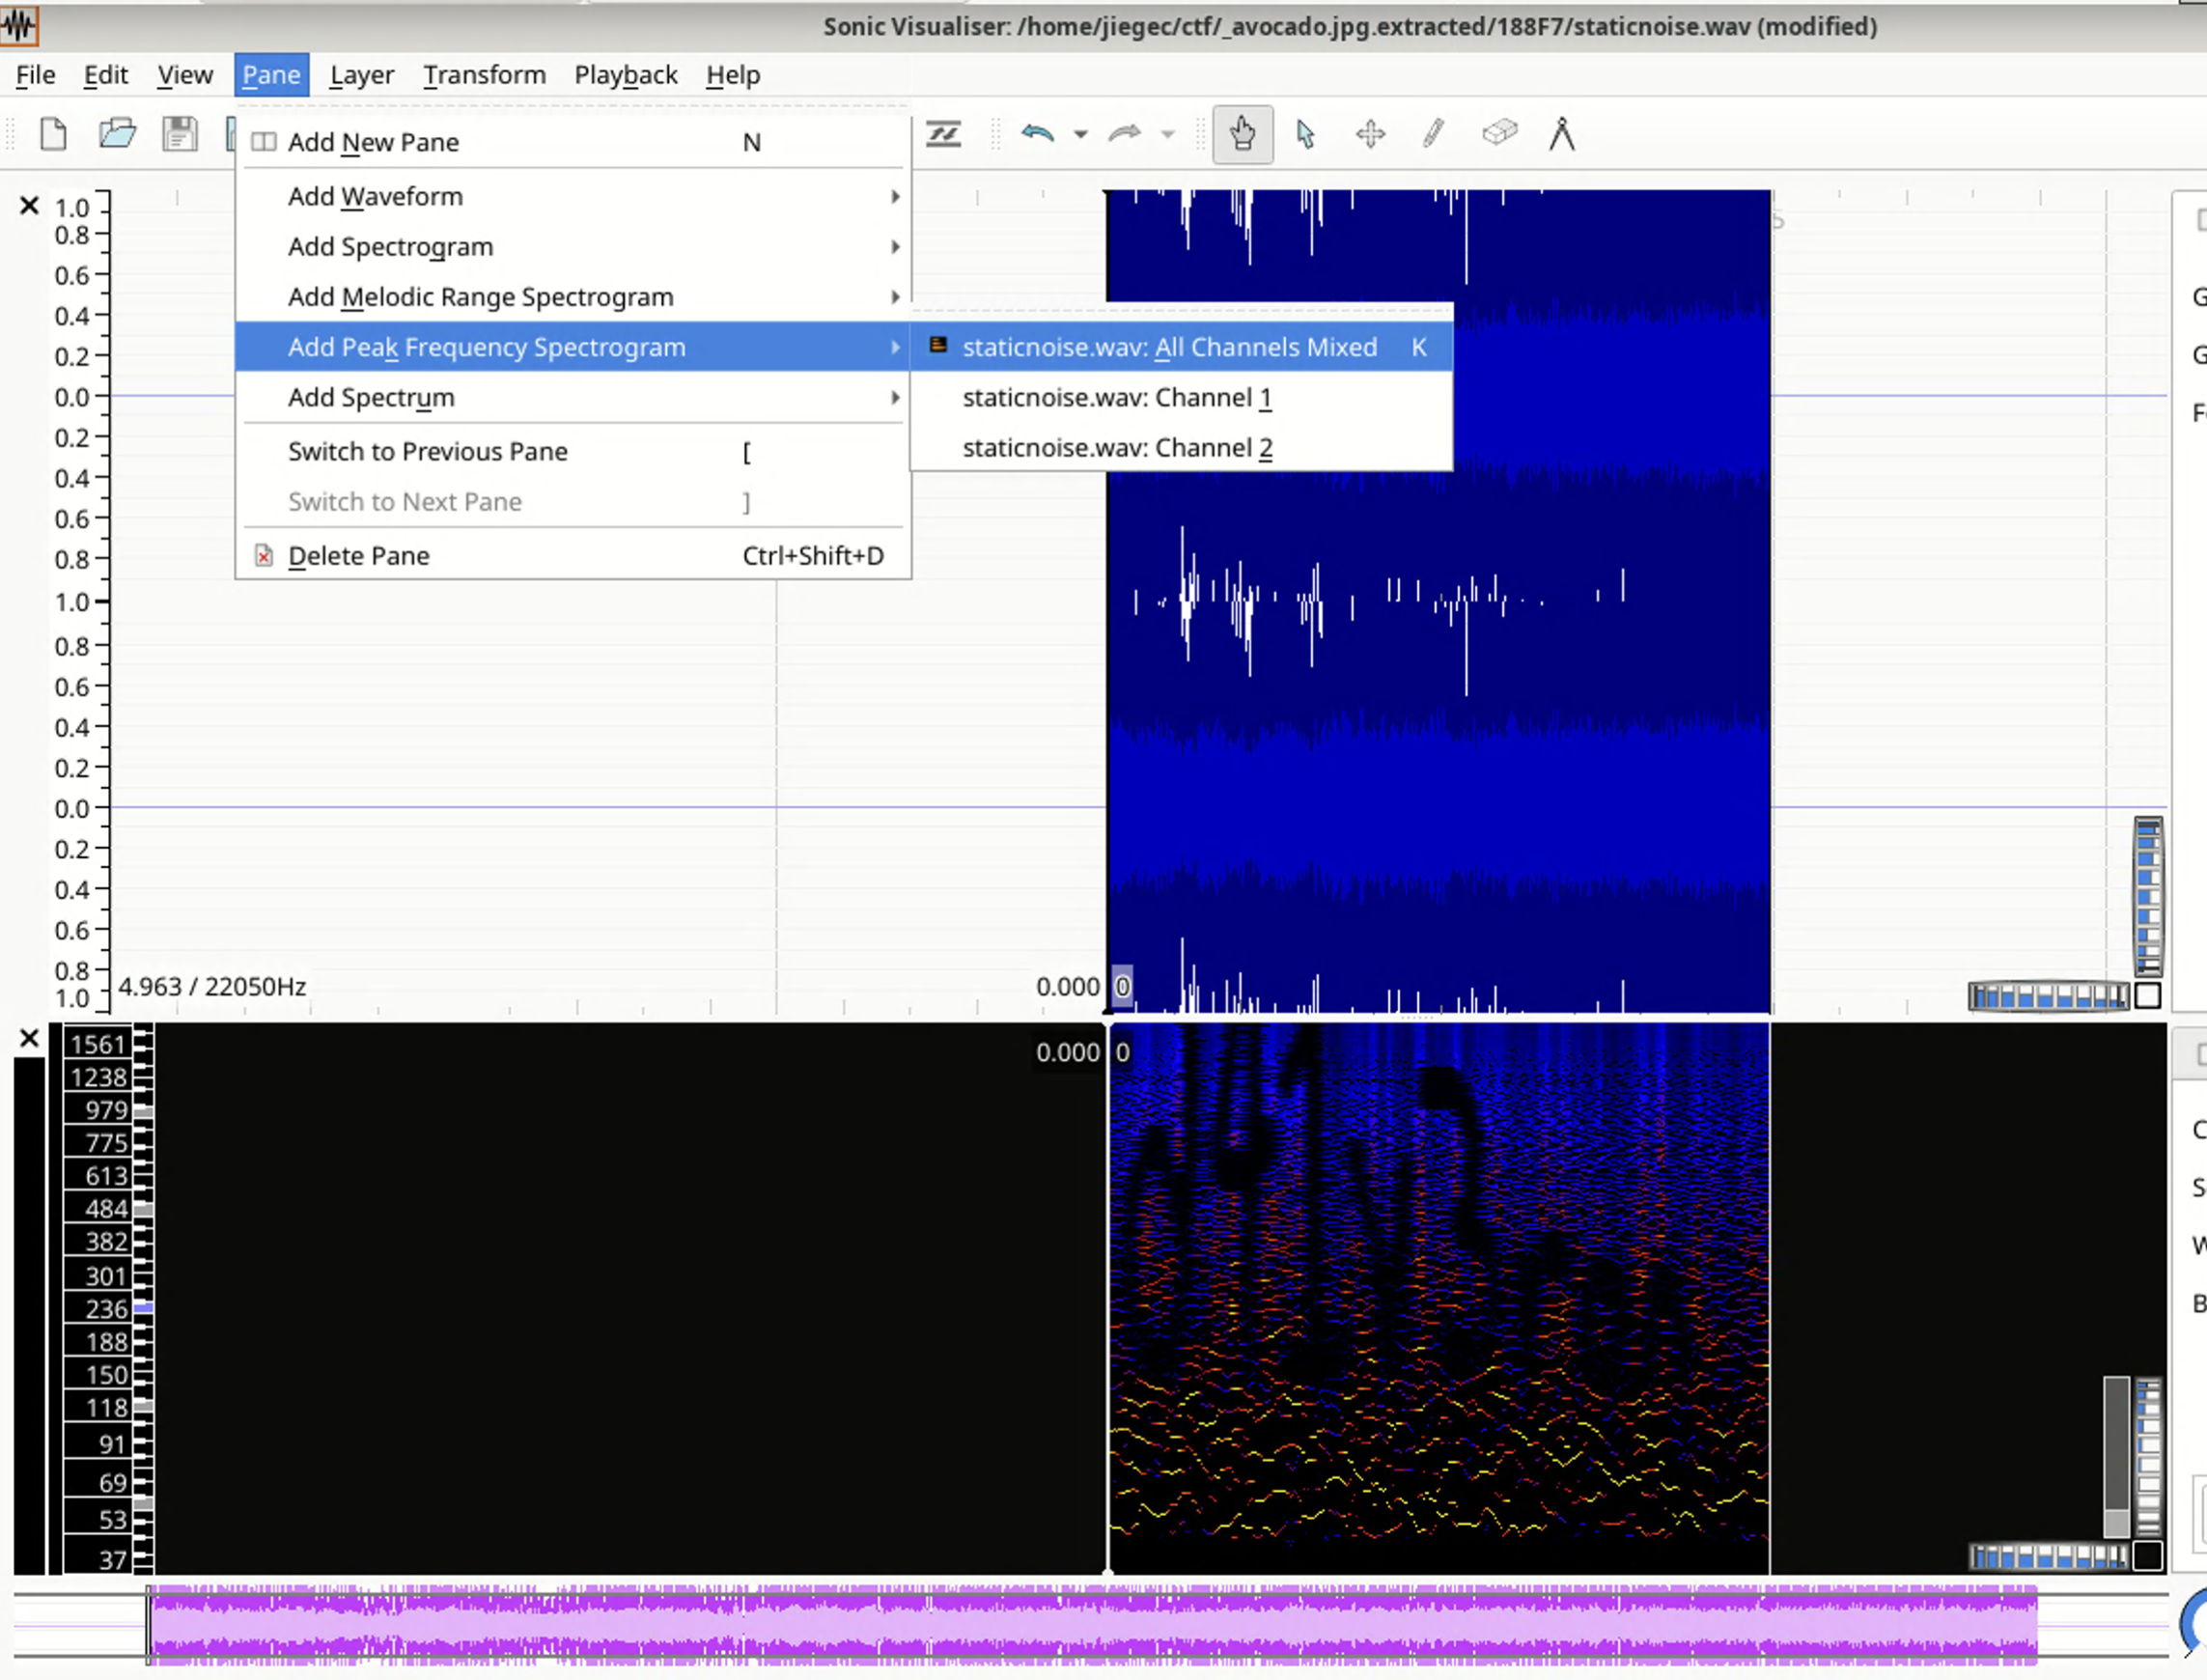 Sonic Visualiser: /home/jiegec/ctf/_avocado.jpg.extracted/188F7/staticnoise.wav (modified)
File Edit View Pane Layer Transform Playback Help
Add New Pane N
Add Waveform
Add Spectrogram
Add Melodic Range Spectrogram
Add Peak Frequency Spectrogram
staticnoise.wav: All Channels Mixed K
Add Spectrum
staticnoise.wav: Channel 1
Switch to Previous Pane [
staticnoise.wav: Channel 2
Switch to Next Pane ]
Delete Pane Ctrl+Shift+D
1.0
0.8
0.6
0.4
0.2
0.0
0.2
0.4
0.6
0.8
1.0
0.8
0.6
0.4
0.2
0.0
0.2
0.4
0.6
0.8
1.0
4.963 / 22050Hz
0.000 0
0.000 0
1561
1238
979
775
613
484
382
301
236
188
150
118
91
69
53
37